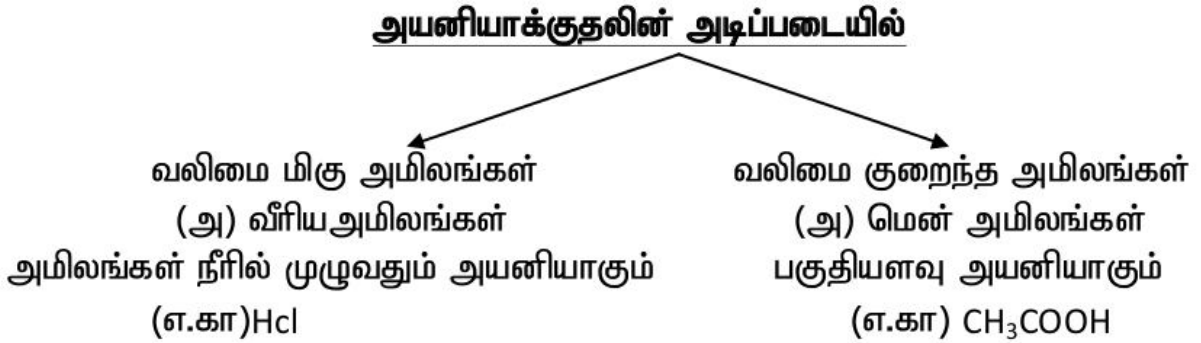 அயனியாக்குதலின் அடிப்படையில்
வலிமை மிகு அமிலங்கள்
(அ) வீரியஅமிலங்கள்
அமிலங்கள் நீரில் முழுவதும் அயனியாகும்
(எ.கா)Hcl
வலிமை குறைந்த அமிலங்கள்
(அ) மென் அமிலங்கள்
பகுதியளவு அயனியாகும்
(எ.கா) CH₃COOH